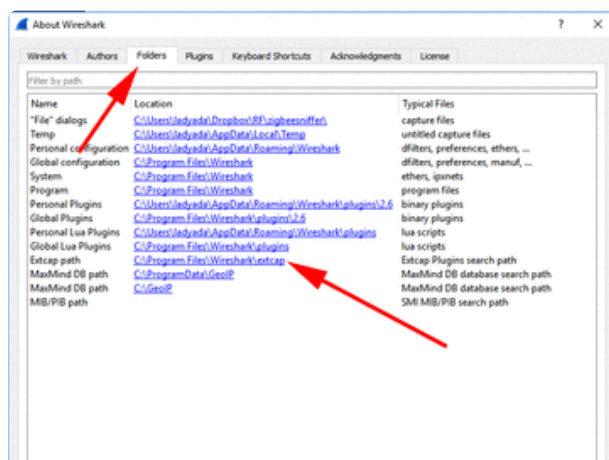 About Wireshark
Wireshark Authors Folders Plugins Keyboard Shortcuts Acknowledgments License
Filter by path
Name Location Typical Files
"File" dialogs C:\Users\ladyada\Dropbox\RF\zigbeesniffer\ capture files
Temp C:\Users\ladyada\AppData\Local\Temp untitled capture files
Personal configuration C:\Users\ladyada\AppData\Roaming\Wireshark dfilters, preferences, ethers, ...
Global configuration C:\Program Files\Wireshark dfilters, preferences, manuf, ...
System C:\Program Files\Wireshark ethers, ipxnets
Program C:\Program Files\Wireshark program files
Personal Plugins C:\Users\ladyada\AppData\Roaming\Wireshark\plugins\2.6 binary plugins
Global Plugins C:\Program Files\Wireshark\plugins\2.6 binary plugins
Personal Lua Plugins C:\Users\ladyada\AppData\Roaming\Wireshark\plugins lua scripts
Global Lua Plugins C:\Program Files\Wireshark\plugins lua scripts
Extcap path C:\Program Files\Wireshark\extcap Extcap Plugins search path
MaxMind DB path C:\ProgramData\GeoIP MaxMind DB database search path
MaxMind DB path C:\GeoIP MaxMind DB database search path
MIB/PIB path SMI MIB/PIB search path